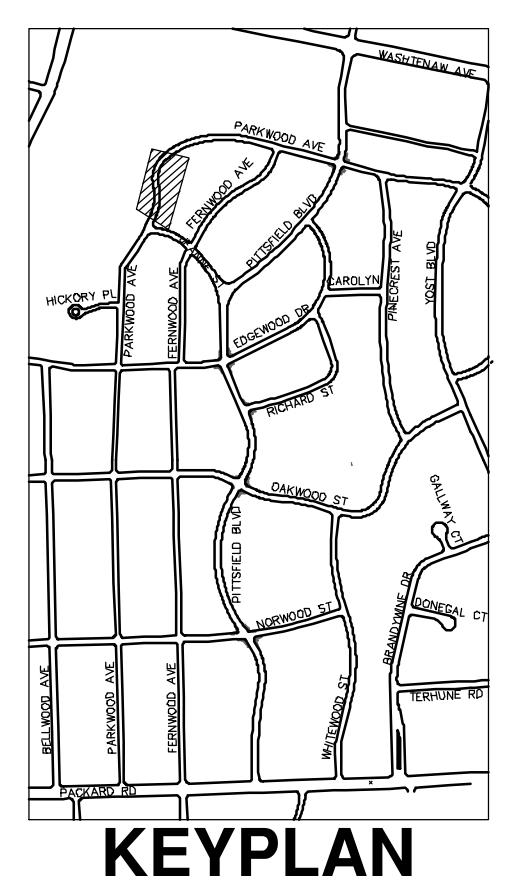 WASHTENAW AVE
PARKWOOD AVE
FERNWOOD AVE
PITTSFIELD BLVD
CAROLYN
PINECREST AVE
YOST BLVD
HICKORY PL
PARKWOOD AVE
FERNWOOD AVE
EDGEWOOD DR
RICHARD ST
OAKWOOD ST
GALLWAY CT
PITTSFIELD BLVD
NORWOOD ST
BRANDYWINE DR
DONEGAL CT
BELLWOOD AVE
PARKWOOD AVE
FERNWOOD AVE
WHITEWOOD ST
TERHUNE RD
PACKARD RD
KEYPLAN